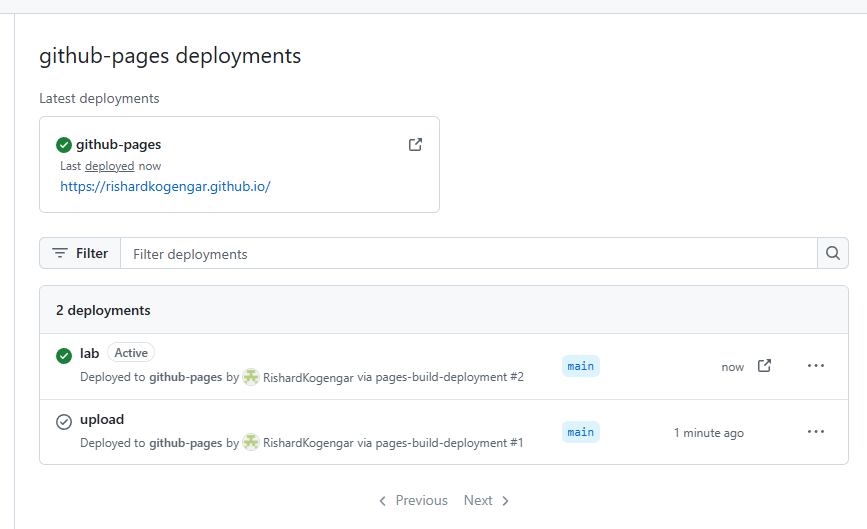 github-pages deployments
Latest deployments
github-pages
Last deployed now
https://rishardkogengar.github.io/
Filter
Filter deployments
2 deployments
lab Active
Deployed to github-pages by RishardKogengar via pages-build-deployment #2
main
now
upload
Deployed to github-pages by RishardKogengar via pages-build-deployment #1
main
1 minute ago
Previous Next